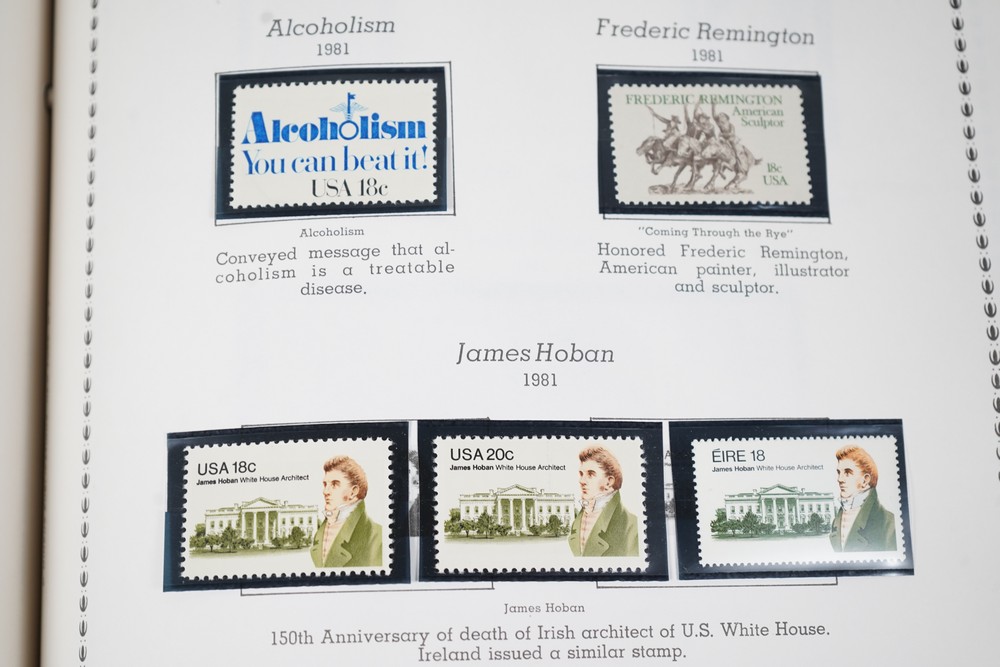 Alcoholism
1981
Alcoholism
You can beat it!
USA 18c
Alcoholism
Conveyed message that al-
coholism is a treatable
disease.
Frederic Remington
1981
FREDERIC REMINGTON
American
Sculptor
18c
USA
"Coming Through the Rye"
Honored Frederic Remington,
American painter, illustrator
and sculptor.
James Hoban
1981
USA 18c
James Hoban White House Architect
USA 20c
James Hoban White House Architect
ÉIRE 18
James Hoban White House Architect
James Hoban
150th Anniversary of death of Irish architect of U.S. White House.
Ireland issued a similar stamp.